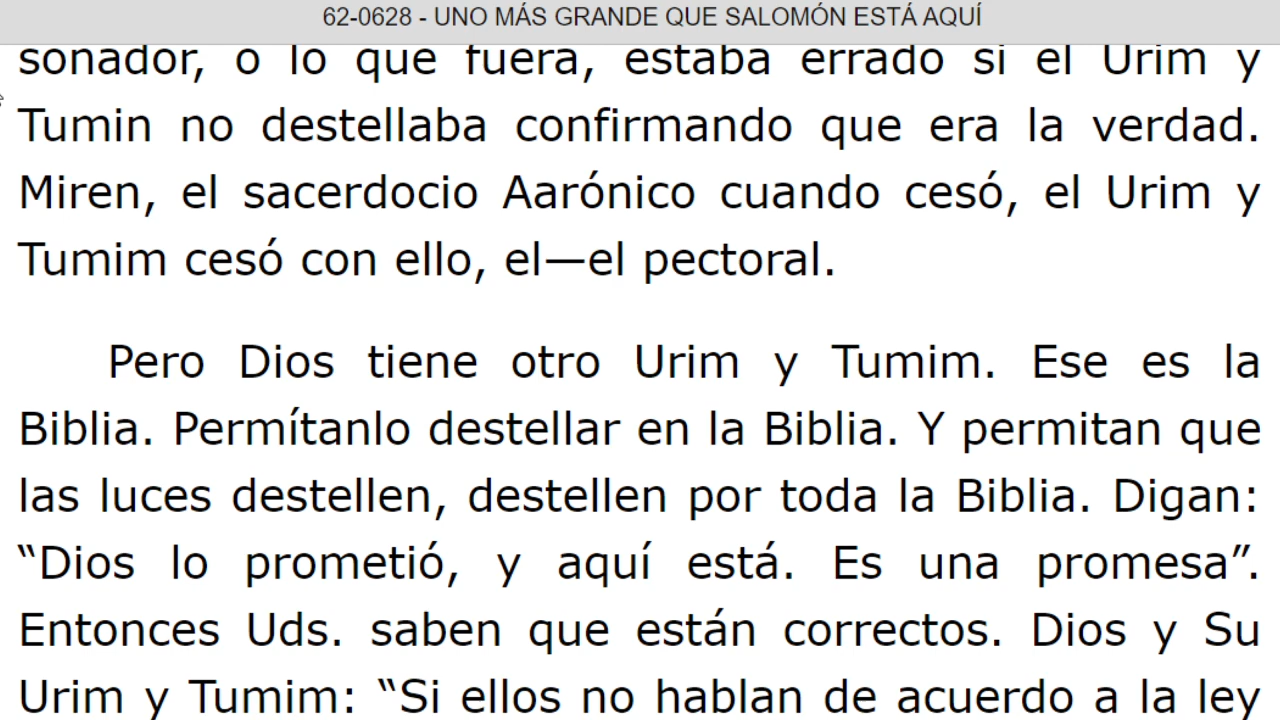 62-0628 - UNO MÁS GRANDE QUE SALOMÓN ESTÁ AQUÍ
sonador, o lo que fuera, estaba errado si el Urim y
Tumin no destellaba confirmando que era la verdad.
Miren, el sacerdocio Aarónico cuando cesó, el Urim y
Tumim cesó con ello, el—el pectoral.
Pero Dios tiene otro Urim y Tumim. Ese es la
Biblia. Permítanlo destellar en la Biblia. Y permitan que
las luces destellen, destellen por toda la Biblia. Digan:
“Dios lo prometió, y aquí está. Es una promesa”.
Entonces Uds. saben que están correctos. Dios y Su
Urim y Tumim: “Si ellos no hablan de acuerdo a la ley